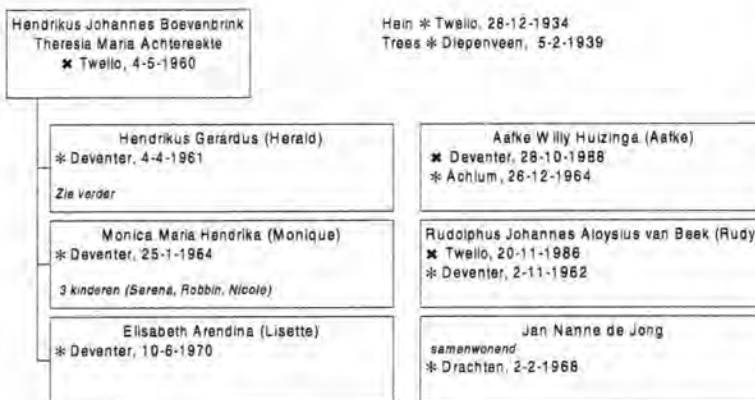 Hendrikus Johannes Boevenbrink
Theresia Maria Achtereekte
✖ Twello, 4-5-1960
Hein * Twello, 28-12-1934
Trees * Diepenveen, 5-2-1939
Hendrikus Gerardus (Herald)
* Deventer, 4-4-1961
Zie verder
Aafke Willy Huizinga (Aafke)
✖ Deventer, 28-10-1988
* Achlum, 26-12-1964
Monica Maria Hendrika (Monique)
* Deventer, 25-1-1964
3 kinderen (Serena, Robbin, Nicole)
Rudolphus Johannes Aloysius van Beek (Rudy
✖ Twello, 20-11-1986
* Deventer, 2-11-1962
Elisabeth Arendina (Lisette)
* Deventer, 10-6-1970
Jan Nanne de Jong
samenwonend
* Drachten, 2-2-1968